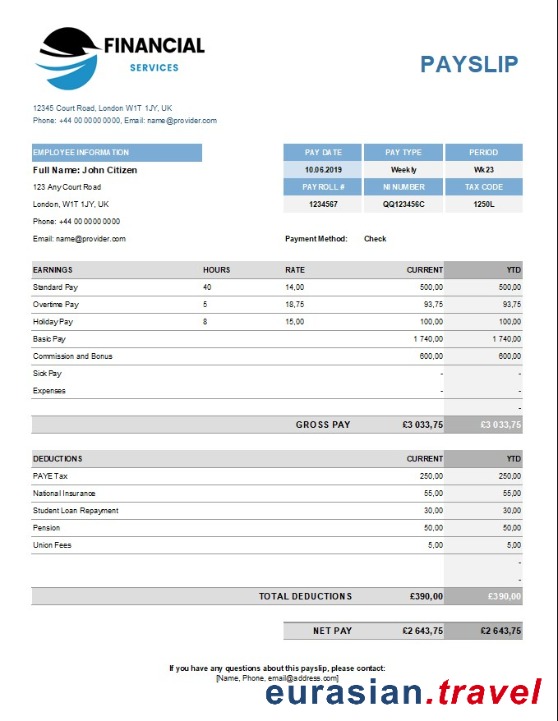 FINANCIAL
SERVICES
PAYSLIP
12345 Court Road, London W1T 1JY, UK
Phone: +44 00 0000 0000, Email: name@provider.com
EMPLOYEE INFORMATION PAY DATE PAY TYPE PERIOD
Full Name: John Citizen 10.06.2019 Weekly Wk23
123 Any Court Road PAYROLL # NI NUMBER TAX CODE
London, W1T 1JY, UK 1234567 QQ123456C 1250L
Phone: +44 00 0000 0000
Email: name@provider.com Payment Method: Check
EARNINGS HOURS RATE CURRENT YTD
Standard Pay 40 14,00 500,00 500,00
Overtime Pay 5 18,75 93,75 93,75
Holiday Pay 8 15,00 100,00 100,00
Basic Pay 1 740,00 1 740,00
Commission and Bonus 600,00 600,00
Sick Pay - -
Expenses - -
-
GROSS PAY £3 033,75 £3 033,75
DEDUCTIONS CURRENT YTD
PAYE Tax 250,00 250,00
National Insurance 55,00 55,00
Student Loan Repayment 30,00 30,00
Pension 50,00 50,00
Union Fees 5,00 5,00
-
-
TOTAL DEDUCTIONS £390,00 £390,00
NET PAY £2 643,75 £2 643,75
If you have any questions about this payslip, please contact:
[Name, Phone, email@address.com]
eurasian.travel